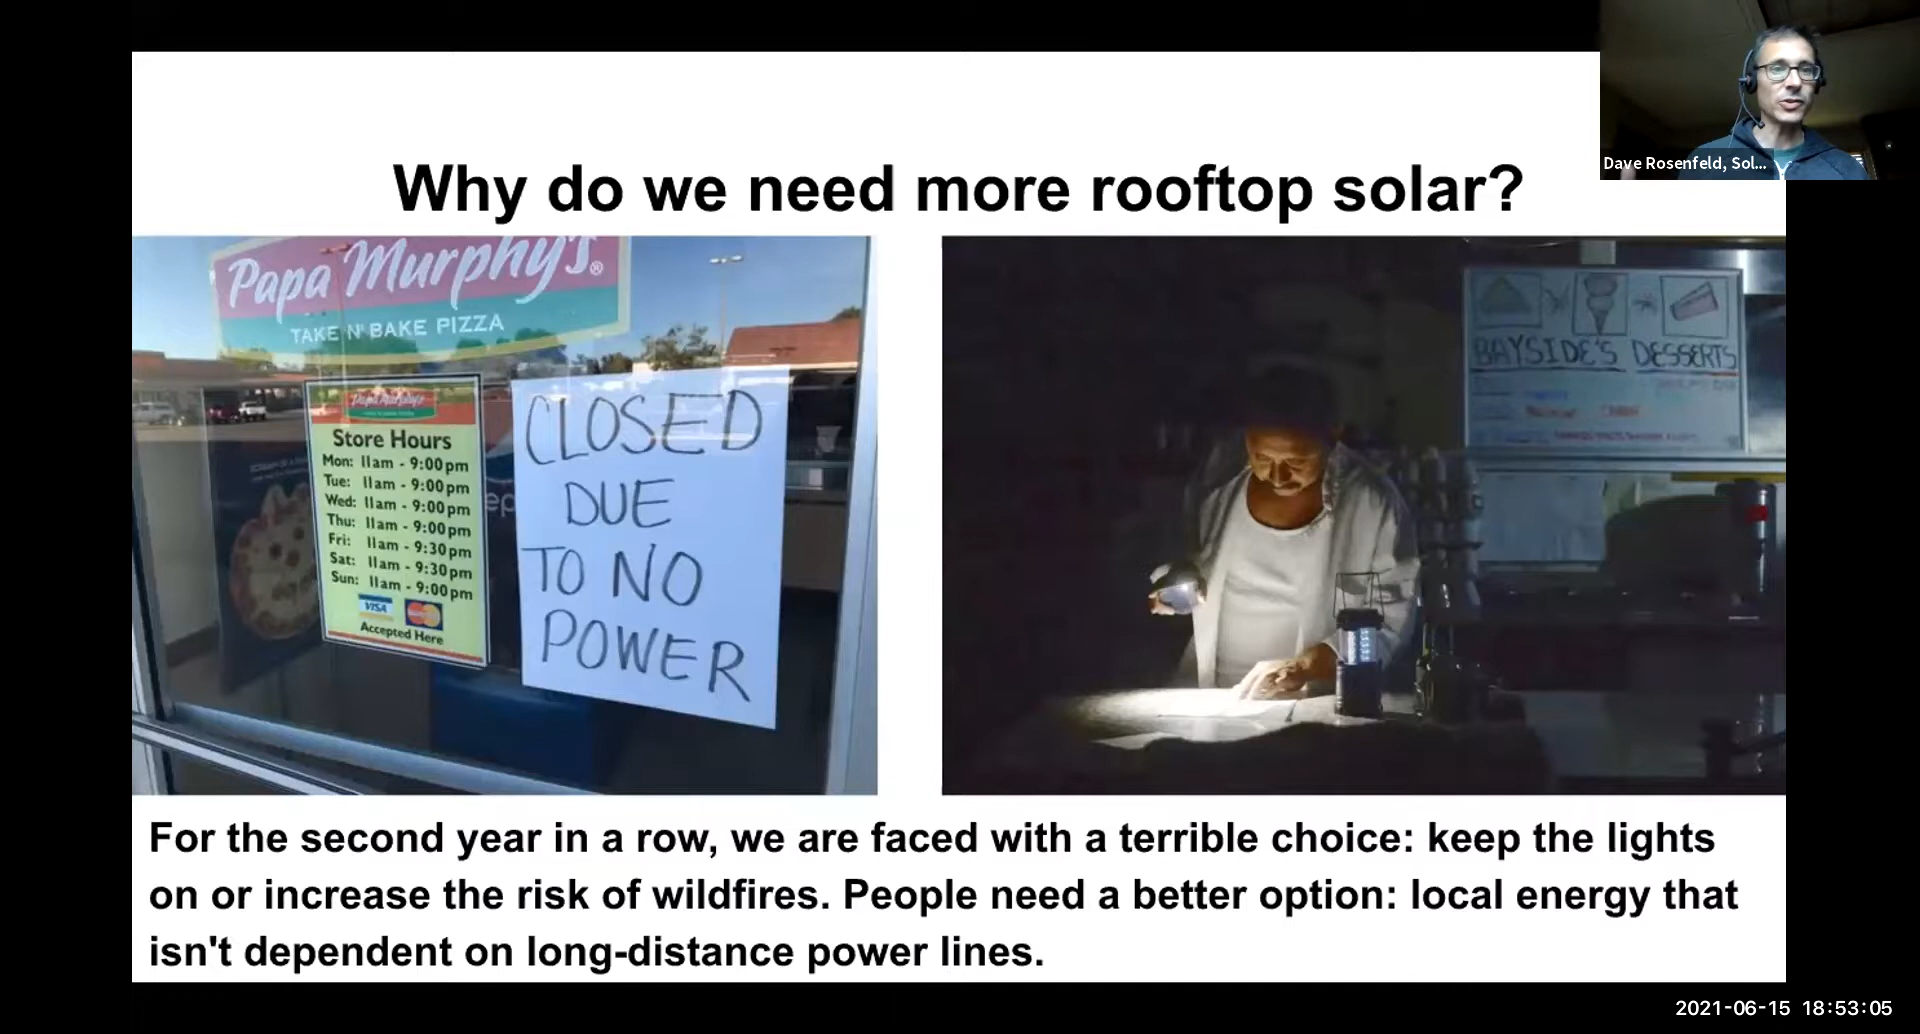 Why do we need more rooftop solar?
Dave Rosenfeld, Sol...
Papa Murphy's®
TAKE N' BAKE PIZZA
Papa Murphy's
Store Hours
Mon: 11am - 9:00pm
Tue: 11am - 9:00pm
Wed: 11am - 9:00pm
Thu: 11am - 9:00pm
Fri: 11am - 9:30pm
Sat: 11am - 9:30pm
Sun: 11am - 9:00pm
VISA
Accepted Here
CLOSED
DUE
TO NO
POWER
BAYSIDE'S DESSERTS
For the second year in a row, we are faced with a terrible choice: keep the lights
on or increase the risk of wildfires. People need a better option: local energy that
isn't dependent on long-distance power lines.
2021-06-15 18:53:05